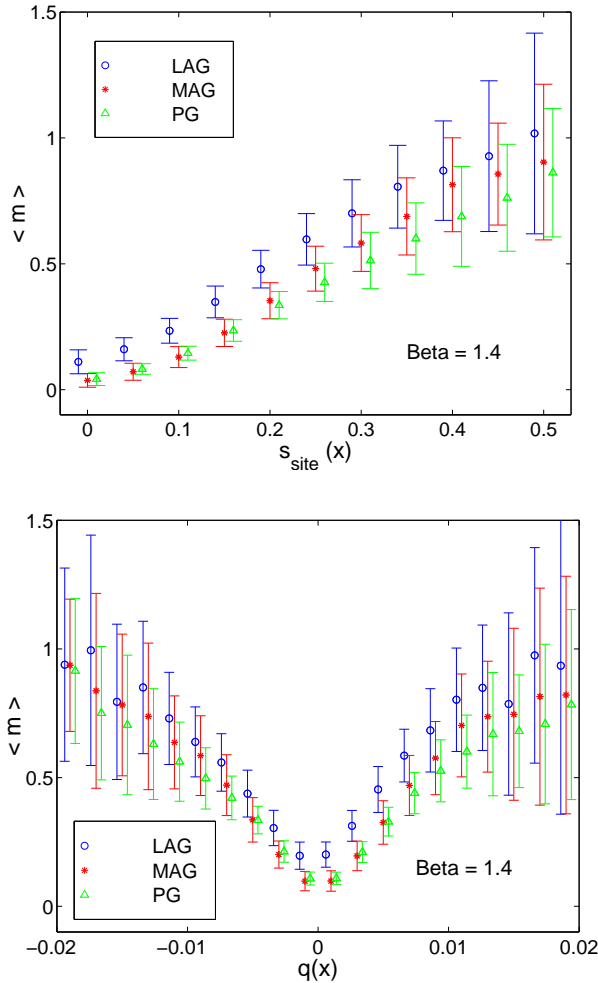 1.5
1
0.5
0
< m >
LAG
MAG
PG
Beta = 1.4
0 0.1 0.2 0.3 0.4 0.5
s_site (x)
1.5
1
0.5
0
< m >
LAG
MAG
PG
Beta = 1.4
−0.02 −0.01 0 0.01 0.02
q(x)